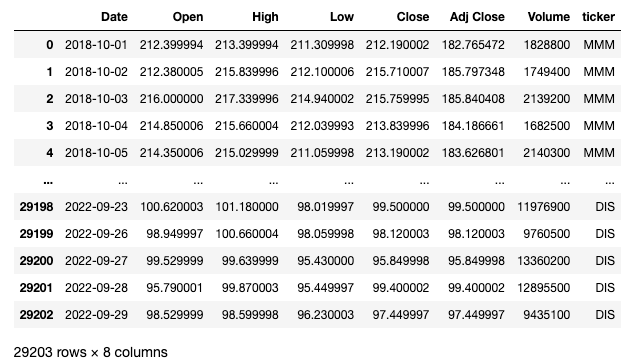 Date Open High Low Close Adj Close Volume ticker
0 2018-10-01 212.399994 213.399994 211.309998 212.190002 182.765472 1828800 MMM
1 2018-10-02 212.380005 215.839996 212.100006 215.710007 185.797348 1749400 MMM
2 2018-10-03 216.000000 217.339996 214.940002 215.759995 185.840408 2139200 MMM
3 2018-10-04 214.850006 215.660004 212.039993 213.839996 184.186661 1682500 MMM
4 2018-10-05 214.350006 215.029999 211.059998 213.190002 183.626801 2140300 MMM
... ... ... ... ... ... ... ... ...
29198 2022-09-23 100.620003 101.180000 98.019997 99.500000 99.500000 11976900 DIS
29199 2022-09-26 98.949997 100.660004 98.059998 98.120003 98.120003 9760500 DIS
29200 2022-09-27 99.529999 99.639999 95.430000 95.849998 95.849998 13360200 DIS
29201 2022-09-28 95.790001 99.870003 95.449997 99.400002 99.400002 12895500 DIS
29202 2022-09-29 98.529999 98.599998 96.230003 97.449997 97.449997 9435100 DIS
29203 rows × 8 columns